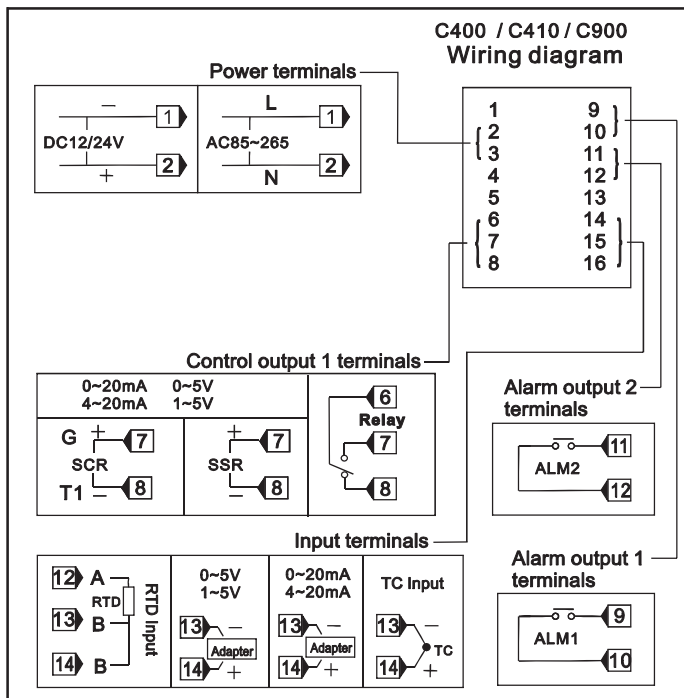 C400 / C410 / C900
Wiring diagram
Power terminals
− L
1 1
DC12/24V AC85~265
2 2
+ N
1 9
2 10
3 11
4 12
5 13
6 14
7 15
8 16
Control output 1 terminals
0~20mA 0~5V
4~20mA 1~5V
G + 7
SCR
T1 − 8
+ 7
SSR
− 8
6
Relay
7
8
Alarm output 2
terminals
11
ALM2
12
Input terminals
12 A
RTD
13 B
14 B
RTD Input
0~5V
1~5V
13 −
Adapter
14 +
0~20mA
4~20mA
13 −
Adapter
14 +
TC Input
13 −
TC
14 +
Alarm output 1
terminals
9
ALM1
10